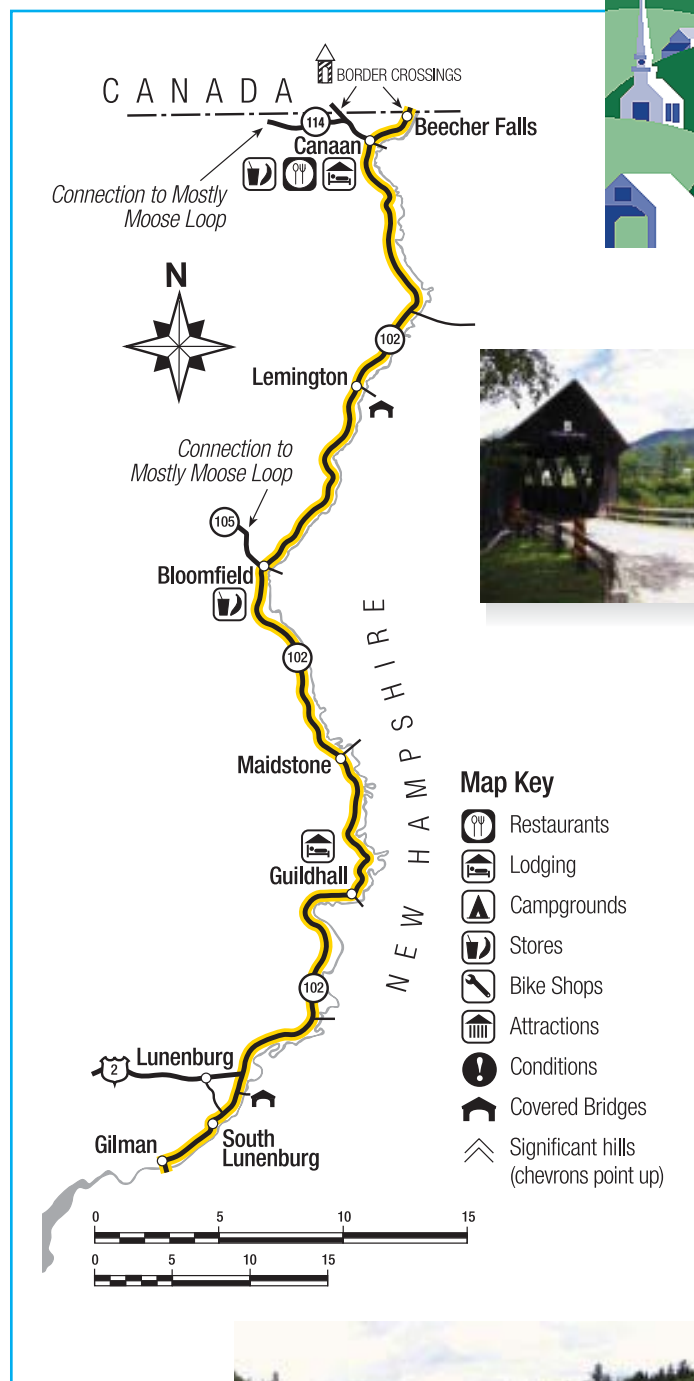 BORDER CROSSINGS
CANADA
114
Beecher Falls
Canaan
Connection to Mostly
Moose Loop
N
102
Lemington
Connection to
Mostly Moose Loop
105
Bloomfield
102
NEW HAMPSHIRE
Maidstone
Guildhall
102
Lunenburg
2
South
Lunenburg
Gilman
Map Key
Restaurants
Lodging
Campgrounds
Stores
Bike Shops
Attractions
Conditions
Covered Bridges
Significant hills
(chevrons point up)
0 5 10 15
0 5 10 15